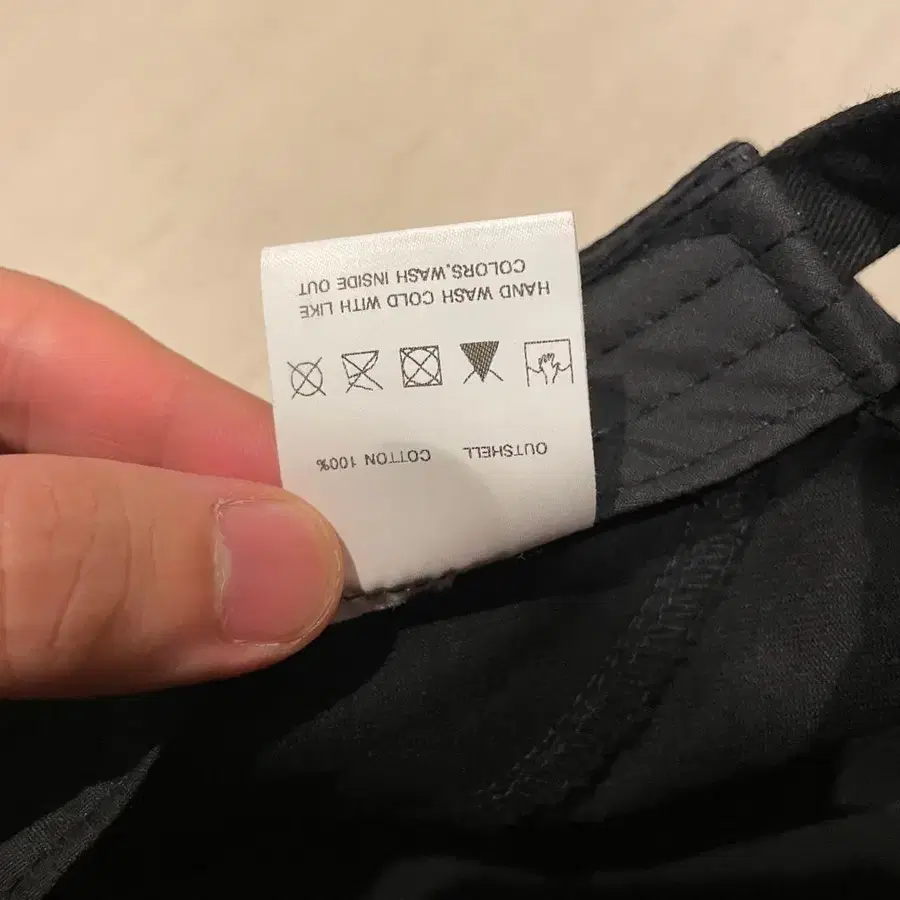 OUTSHELL COTTON 100%
HAND WASH COLD WITH LIKE
COLORS,WASH INSIDE OUT